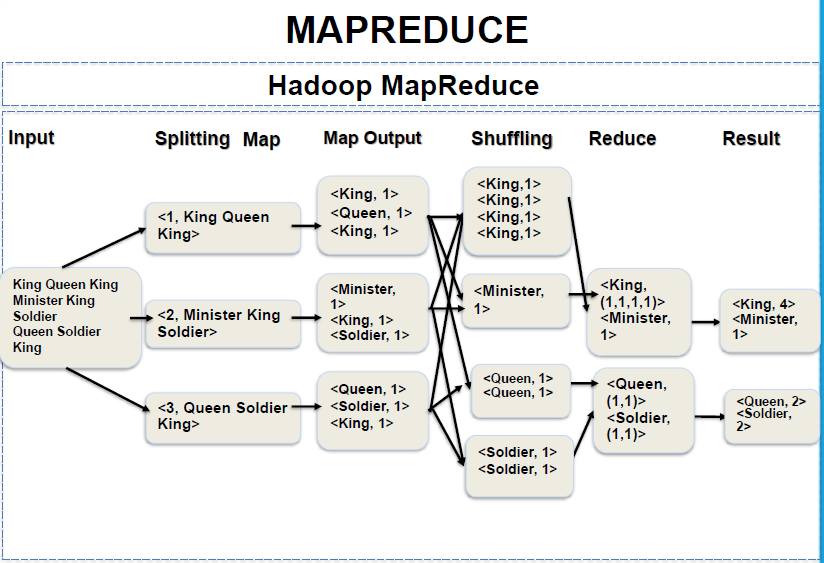 MAPREDUCE
Hadoop MapReduce
Input
Splitting Map
Map Output
Shuffling
Reduce
Result
King Queen King
Minister King
Soldier
Queen Soldier
King
<1, King Queen
King>
<2, Minister King
Soldier>
<3, Queen Soldier
King>
<King, 1>
<Queen, 1>
<King, 1>
<Minister,
1>
<King, 1>
<Soldier, 1>
<Queen, 1>
<Soldier, 1>
<King, 1>
<King,1>
<King,1>
<King,1>
<King,1>
<Minister,
1>
<Queen, 1>
<Queen, 1>
<Soldier, 1>
<Soldier, 1>
<King,
(1,1,1,1)>
<Minister,
1>
<Queen,
(1,1)>
<Soldier,
(1,1)>
<King, 4>
<Minister,
1>
<Queen, 2>
<Soldier,
2>